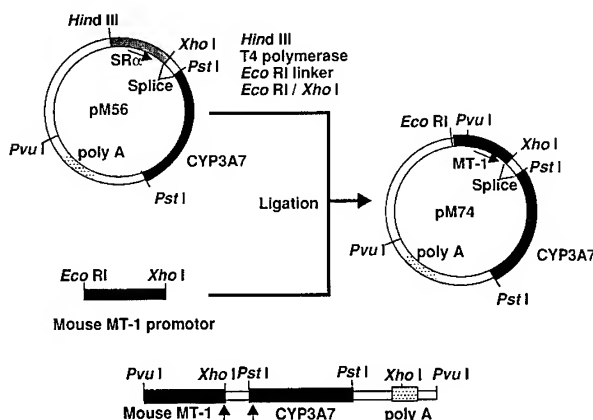 Hind III
SRα
Xho I
Pst I
Splice
pM56
Pvu I
poly A
CYP3A7
Pst I
Hind III
T4 polymerase
Eco RI linker
Eco RI / Xho I
Ligation
Eco RI
Pvu I
Xho I
MT-1
Pst I
Splice
pM74
Pvu I
poly A
CYP3A7
Pst I
Eco RI
Xho I
Mouse MT-1 promotor
Pvu I
Xho I
Pst I
Pst I
Xho I
Pvu I
Mouse MT-1
CYP3A7
poly A